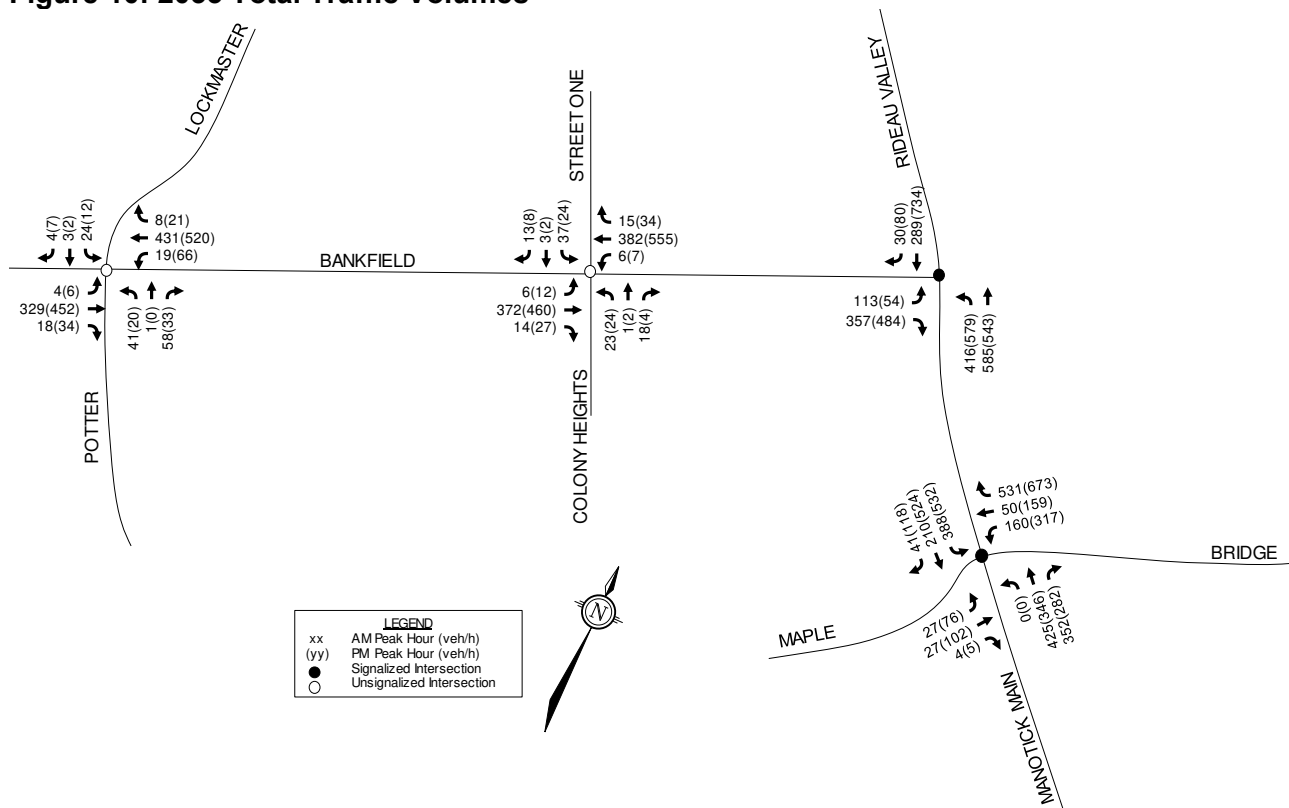 Figure Total Traffic Volumes
LOCKMASTER
STREET ONE
RIDEAU VALLEY
4(7)
3(2)
24(12)
8(21)
431(520)
19(66)
13(8)
3(2)
37(24)
15(34)
382(555)
6(7)
30(80)
289(734)
BANKFIELD
4(6)
329(452)
18(34)
41(20)
1(0)
58(33)
6(12)
372(460)
14(27)
23(24)
1(2)
18(4)
113(54)
357(484)
416(579)
585(543)
POTTER
COLONY HEIGHTS
41(118)
210(524)
388(532)
531(673)
50(159)
160(317)
BRIDGE
MAPLE
27(76)
27(102)
4(5)
0(0)
425(346)
352(282)
MANOTICK MAIN
N
LEGEND
xx AM Peak Hour (veh/h)
(yy) PM Peak Hour (veh/h)
Signalized Intersection
Unsignalized Intersection